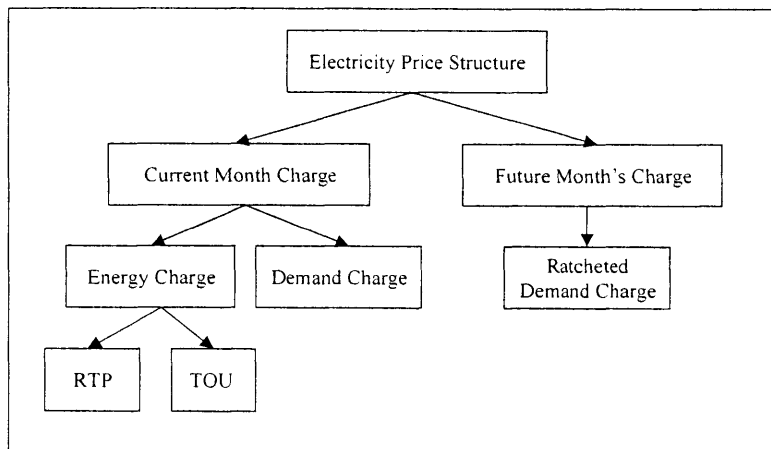 Electricity Price Structure
Current Month Charge
Future Month's Charge
Energy Charge
Demand Charge
Ratcheted
Demand Charge
RTP
TOU